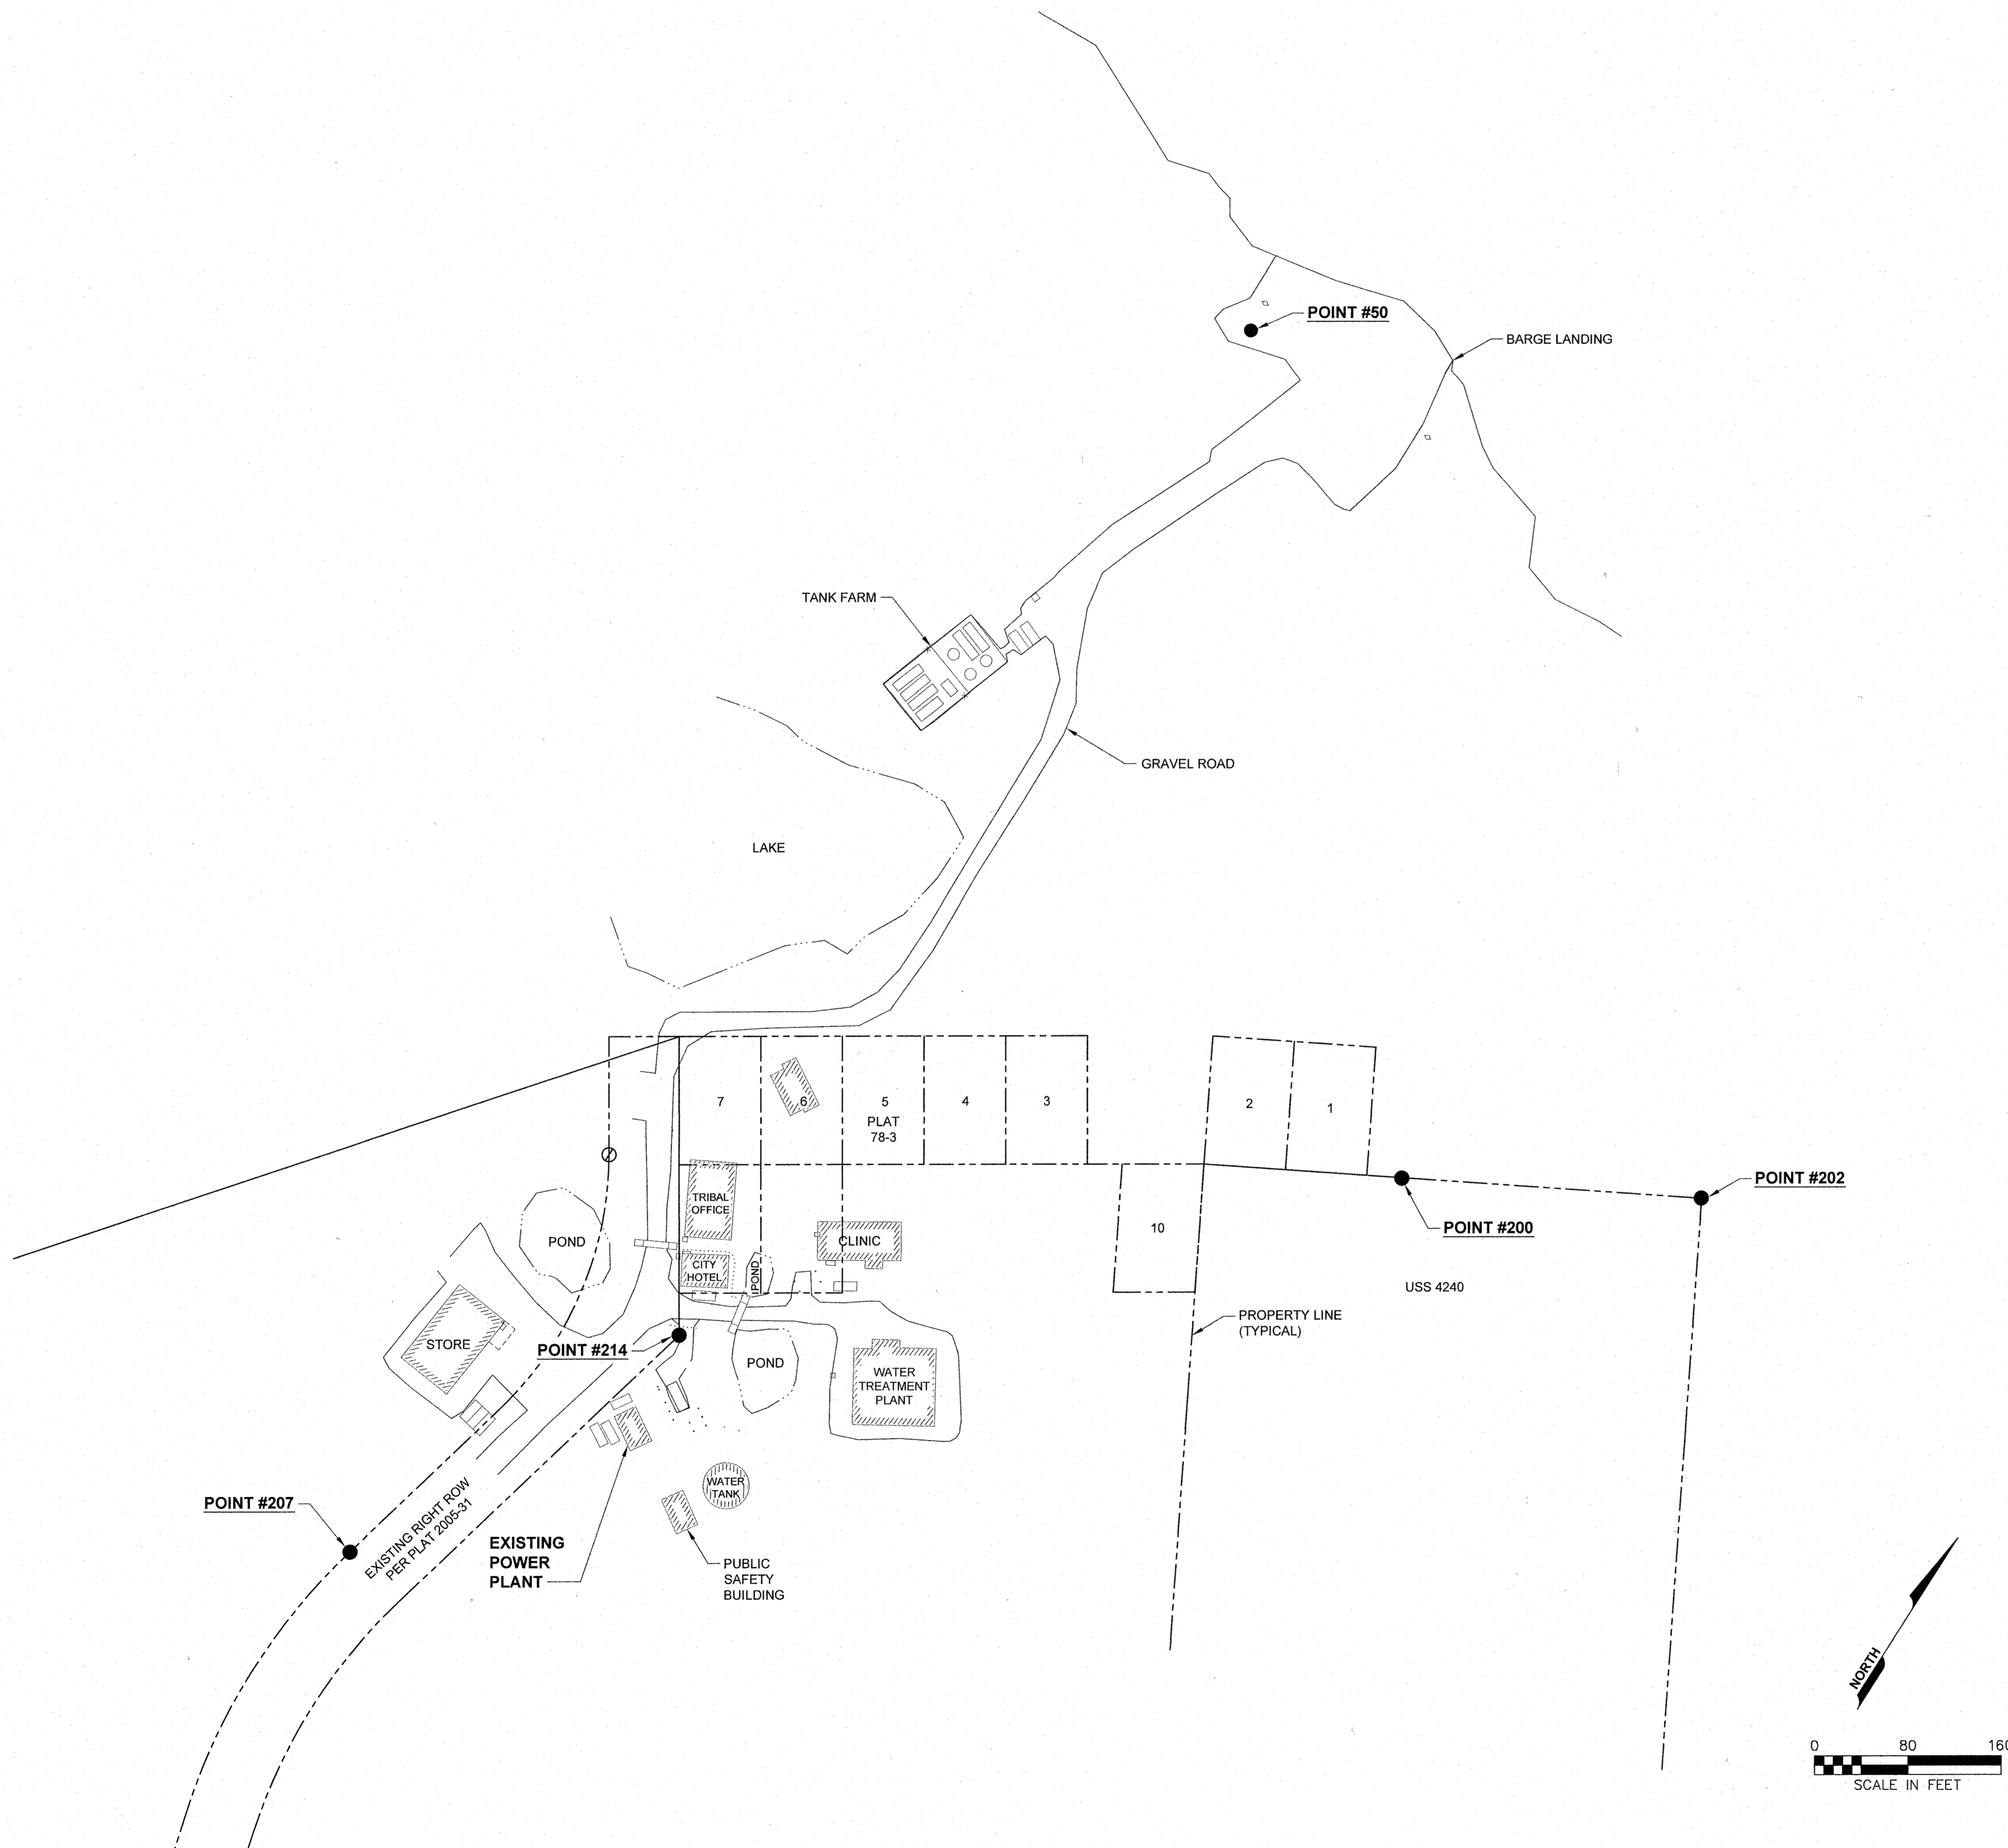 POINT #50
BARGE LANDING
TANK FARM
GRAVEL ROAD
LAKE
7
6
5
4
3
2
1
PLAT
78-3
POINT #202
TRIBAL
OFFICE
POINT #200
10
POND
CLINIC
CITY
HOTEL
POND
USS 4240
PROPERTY LINE
(TYPICAL)
STORE
POINT #214
POND
WATER
TREATMENT
PLANT
WATER
TANK
POINT #207
EXISTING RIGHT ROW
PER PLAT 2005-31
EXISTING
POWER
PLANT
PUBLIC
SAFETY
BUILDING
NORTH
0 80 160
SCALE IN FEET